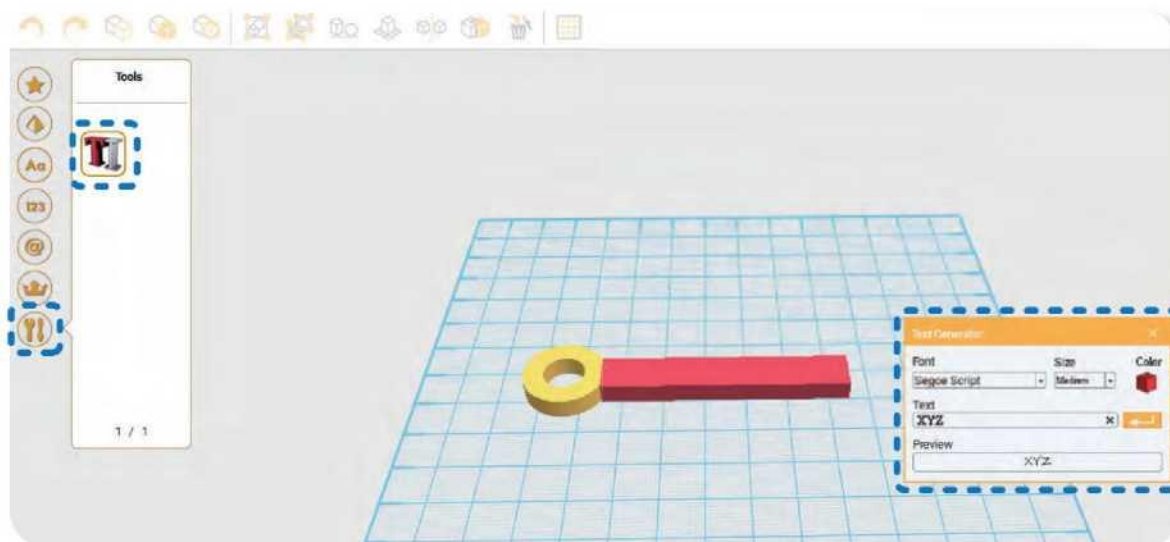 Tools
Aa
123
@
1 / 1
Text Generator
Font
Size
Color
Segoe Script
Medium
Text
XYZ
Preview
XYZ